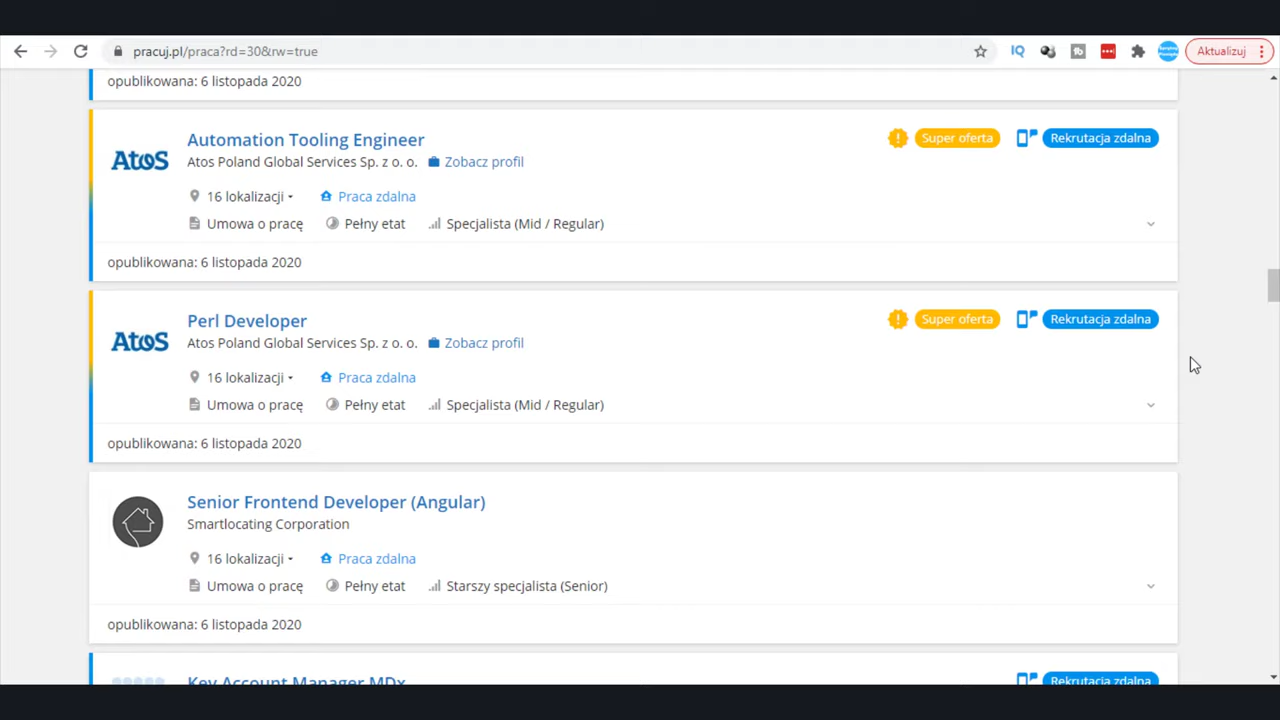 pracuj.pl/praca?rd=30&rw=true
Aktualizuj
opublikowana: 6 listopada 2020
Atos
Automation Tooling Engineer
Super oferta
Rekrutacja zdalna
Atos Poland Global Services Sp. z o. o.
Zobacz profil
16 lokalizacji
Praca zdalna
Umowa o pracę
Pełny etat
Specjalista (Mid / Regular)
opublikowana: 6 listopada 2020
Atos
Perl Developer
Super oferta
Rekrutacja zdalna
Atos Poland Global Services Sp. z o. o.
Zobacz profil
16 lokalizacji
Praca zdalna
Umowa o pracę
Pełny etat
Specjalista (Mid / Regular)
opublikowana: 6 listopada 2020
Senior Frontend Developer (Angular)
Smartlocating Corporation
16 lokalizacji
Praca zdalna
Umowa o pracę
Pełny etat
Starszy specjalista (Senior)
opublikowana: 6 listopada 2020
Key Account Manager MDx
Rekrutacja zdalna